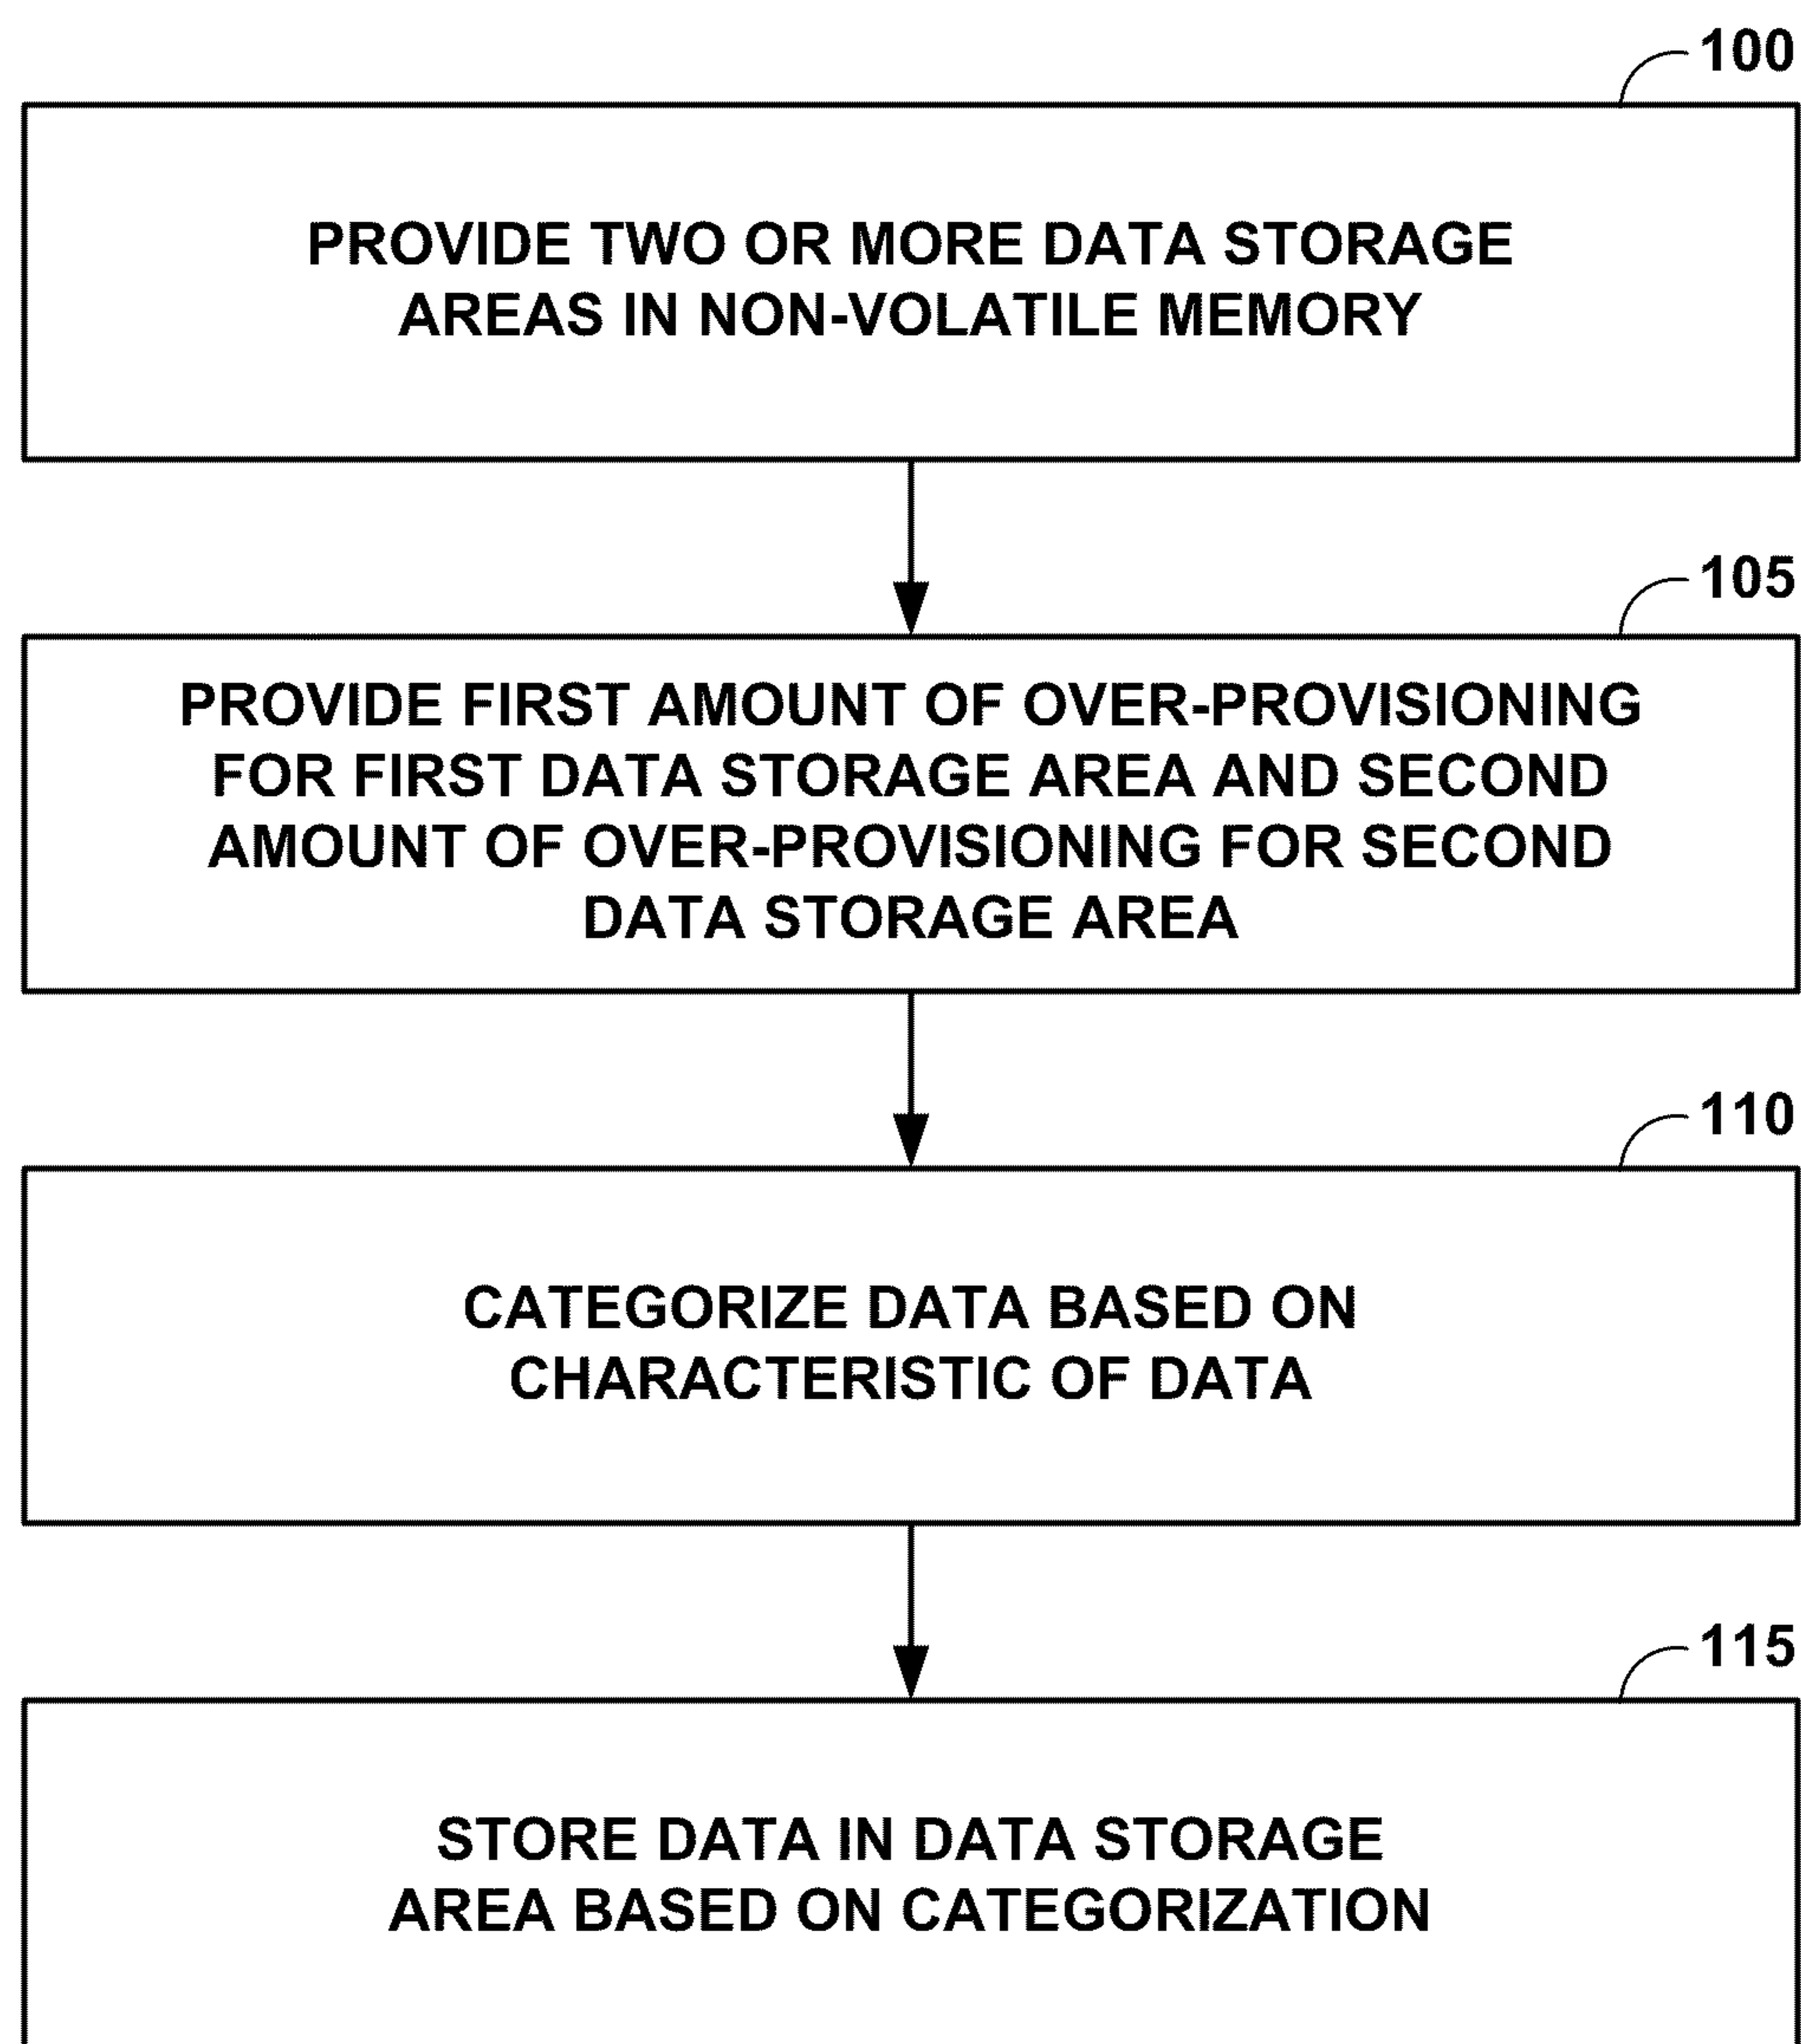 100
PROVIDE TWO OR MORE DATA STORAGE
AREAS IN NON-VOLATILE MEMORY
105
PROVIDE FIRST AMOUNT OF OVER-PROVISIONING
FOR FIRST DATA STORAGE AREA AND SECOND
AMOUNT OF OVER-PROVISIONING FOR SECOND
DATA STORAGE AREA
110
CATEGORIZE DATA BASED ON
CHARACTERISTIC OF DATA
115
STORE DATA IN DATA STORAGE
AREA BASED ON CATEGORIZATION